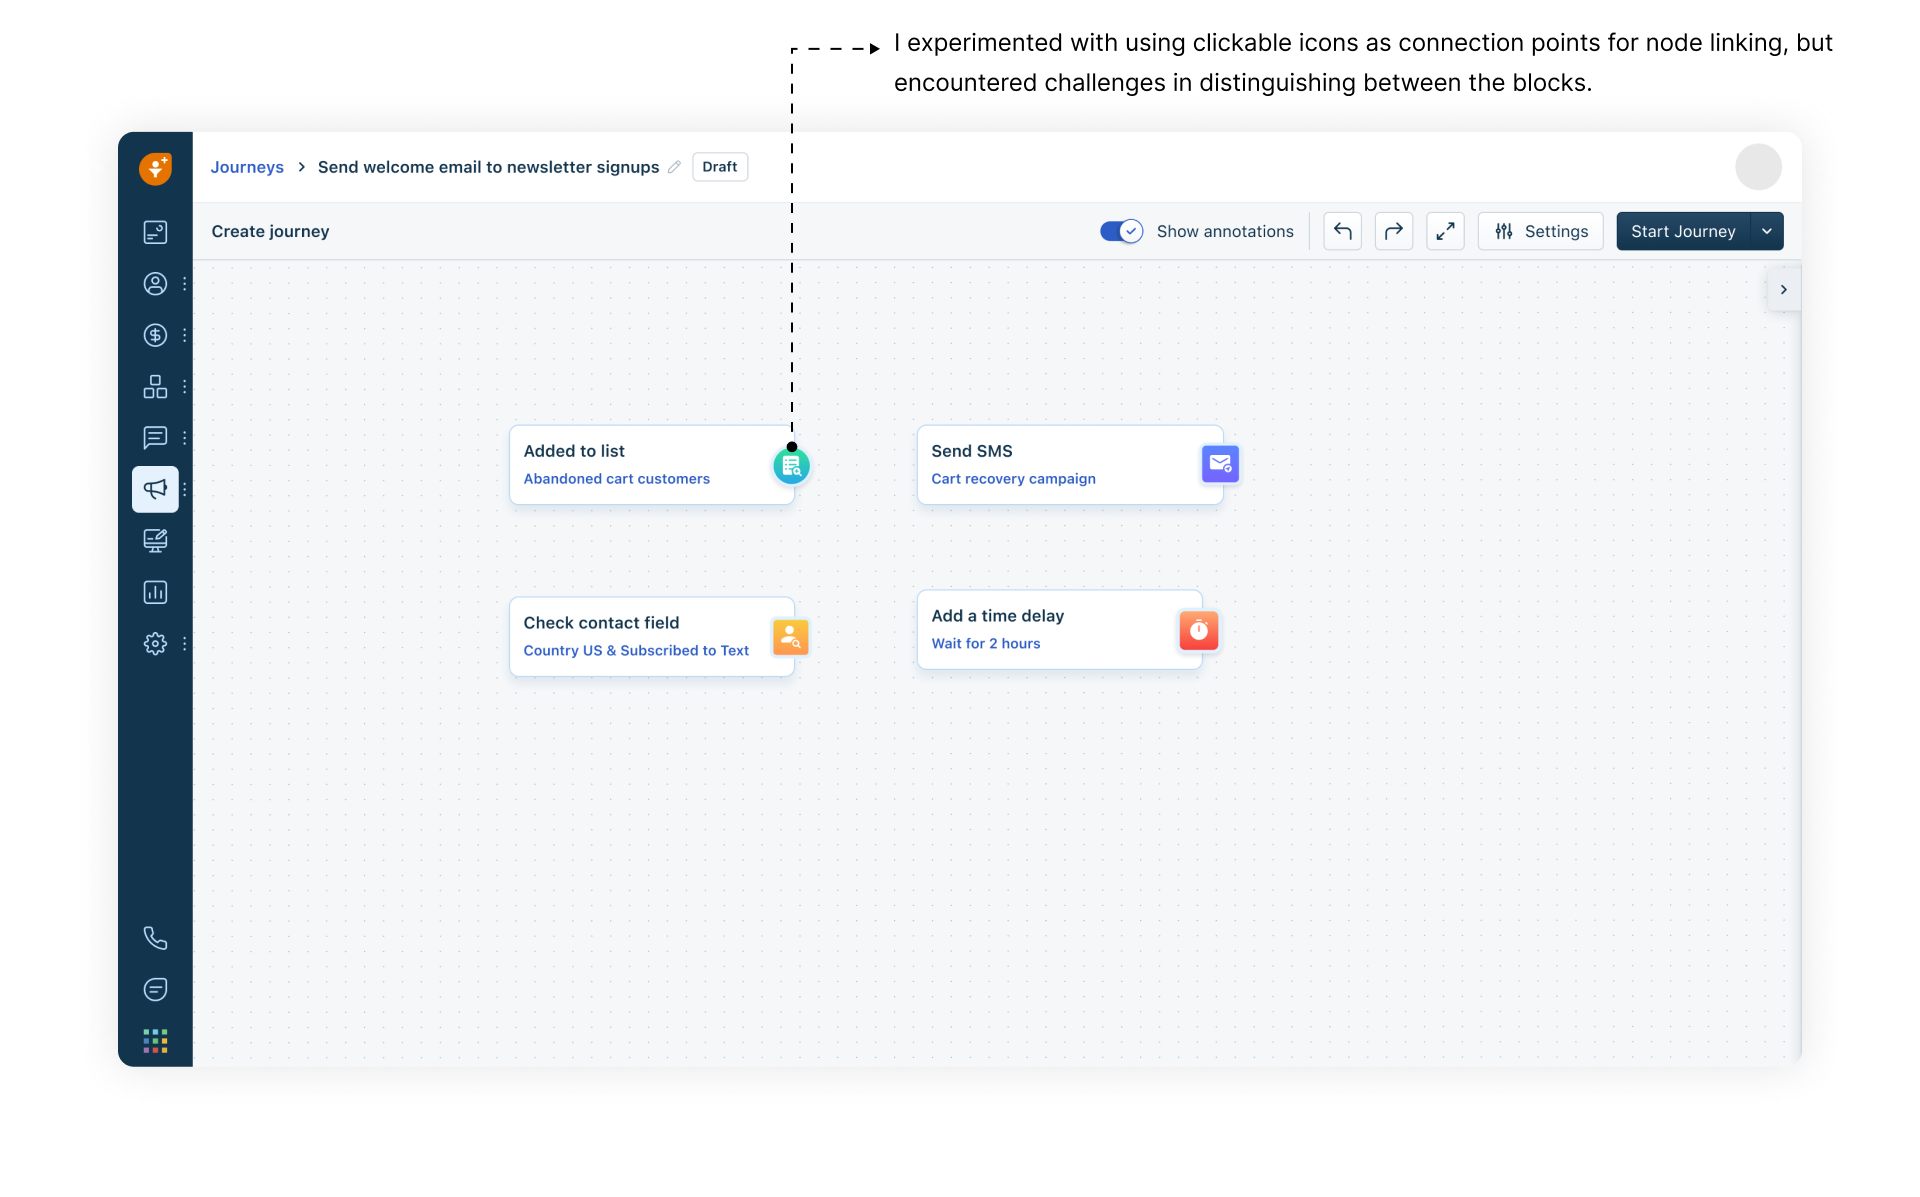 I experimented with using clickable icons as connection points for node linking, but
encountered challenges in distinguishing between the blocks.
Journeys > Send welcome email to newsletter signups Draft
Create journey
Show annotations
Settings
Start Journey
Added to list
Abandoned cart customers
Send SMS
Cart recovery campaign
Check contact field
Country US & Subscribed to Text
Add a time delay
Wait for 2 hours